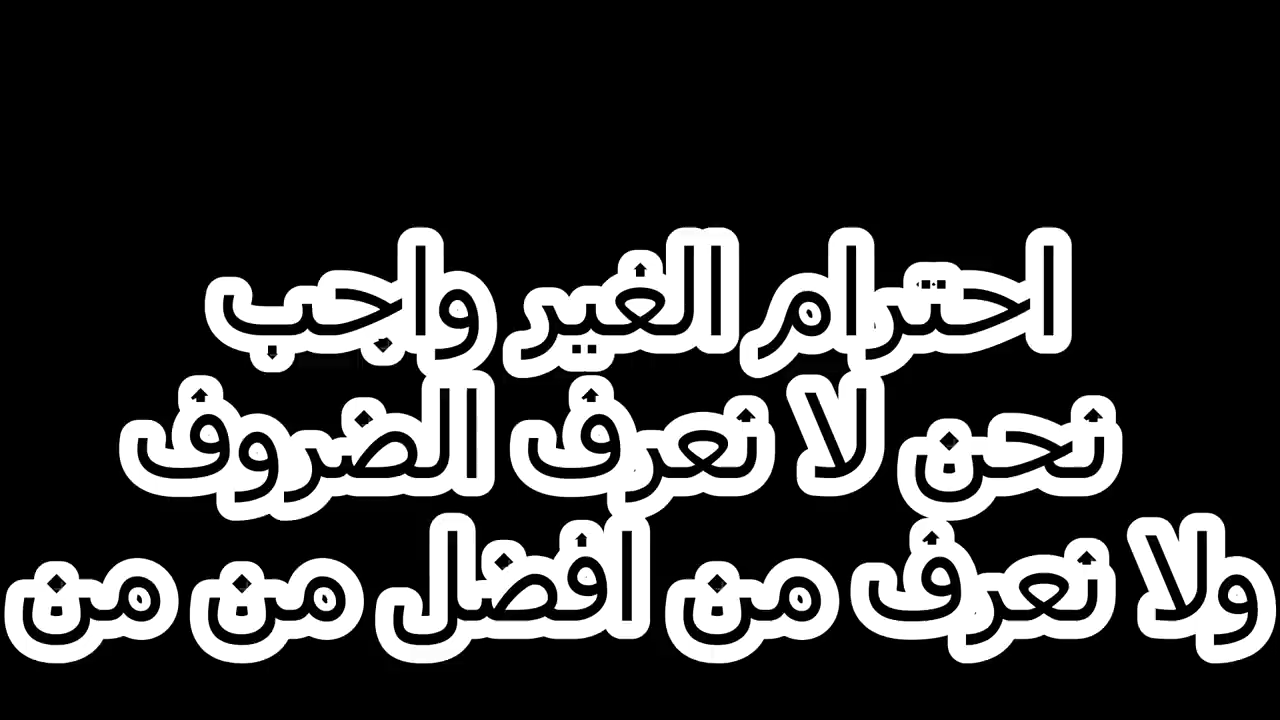 احترام الغير واجب
نحن لا نعرف الضروف
ولا نعرف من افضل من من